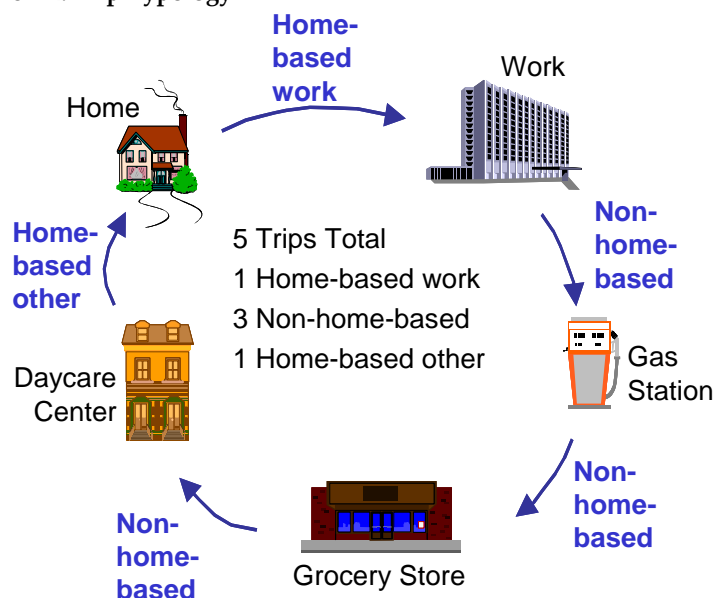 Home-
based
work
Work
Home
Non-
home-
based
Home-
based
other
5 Trips Total
1 Home-based work
3 Non-home-based
1 Home-based other
Gas
Station
Daycare
Center
Non-
home-
based
Non-
home-
based
Grocery Store